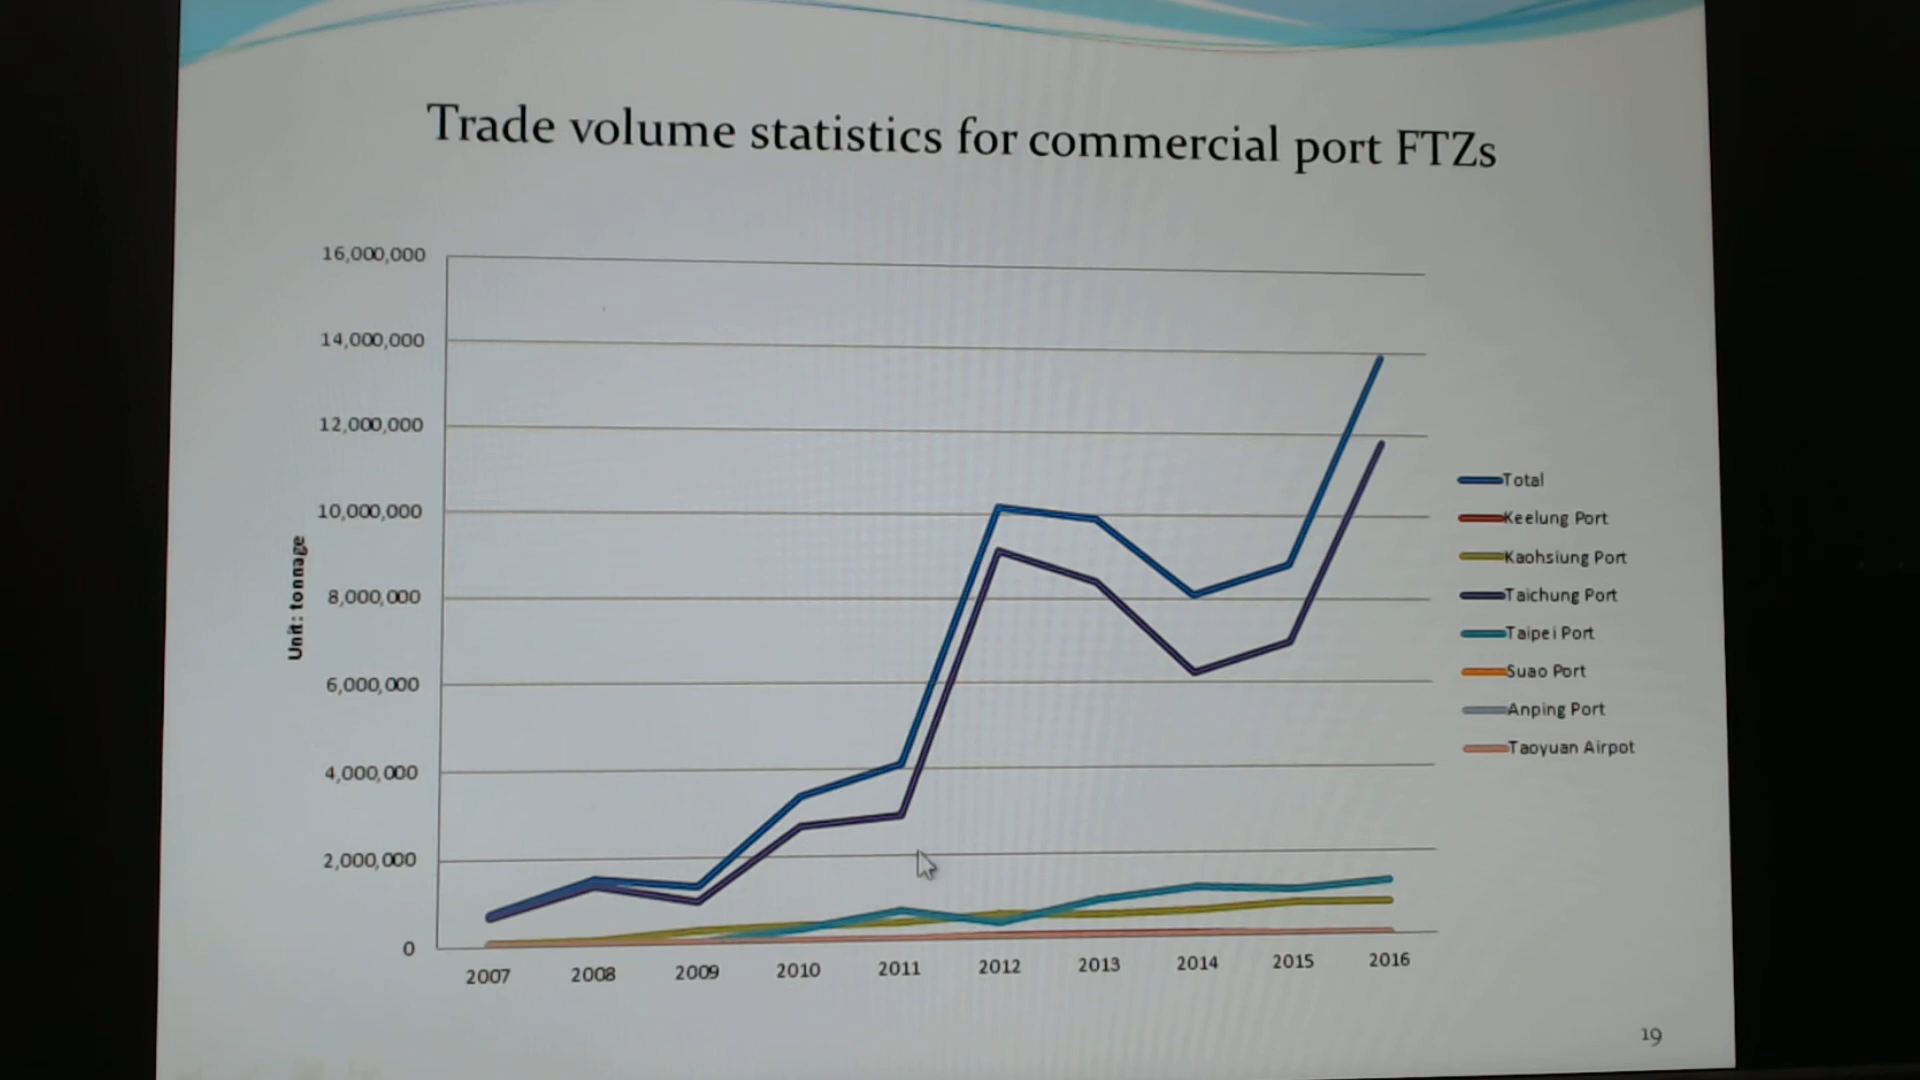 Trade volume statistics for commercial port FTZs
16,000,000
14,000,000
12,000,000
10,000,000
8,000,000
6,000,000
4,000,000
2,000,000
0
Unit: tonnage
2007 2008 2009 2010 2011 2012 2013 2014 2015 2016
Total
Keelung Port
Kaohsiung Port
Taichung Port
Taipei Port
Suao Port
Anping Port
Taoyuan Airpot
19